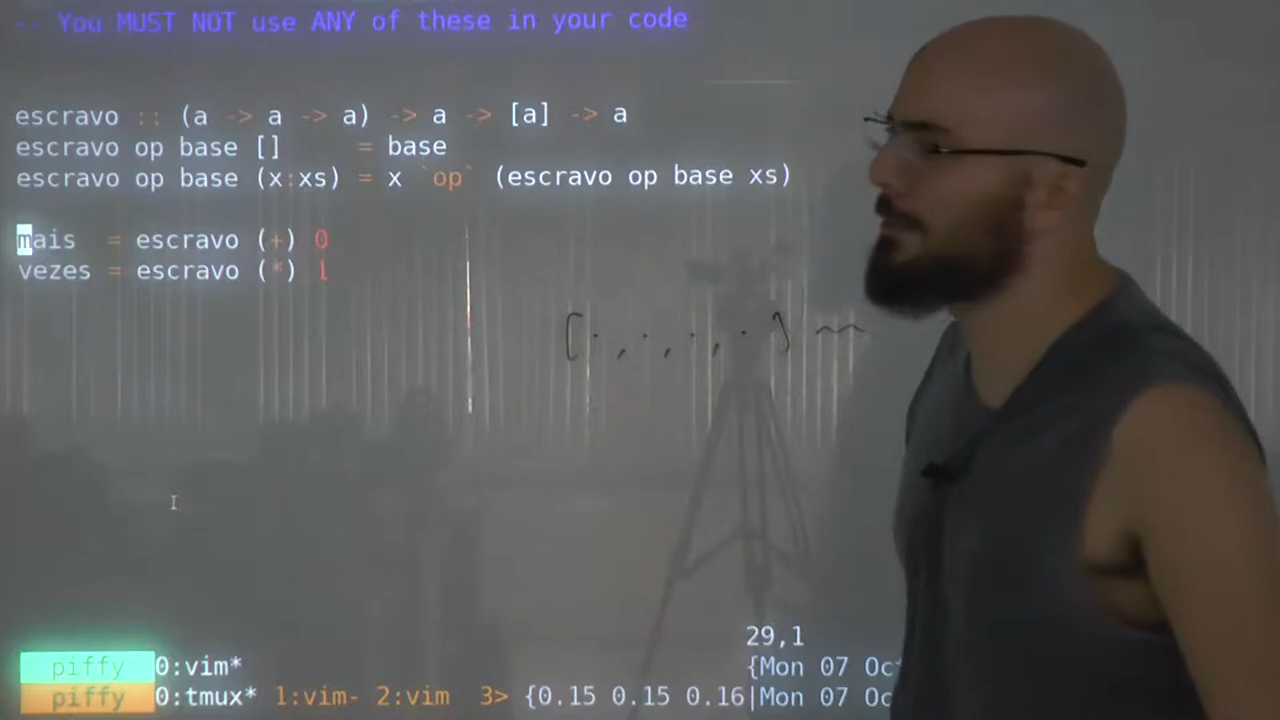 -- You MUST NOT use ANY of these in your code
escravo :: (a -> a -> a) -> a -> [a] -> a
escravo op base []     = base
escravo op base (x:xs) = x `op` (escravo op base xs)
mais  = escravo (+) 0
vezes = escravo (*) 1
[ . , . , . , . ] ~~
29,1
piffy 0:vim* {Mon 07 Oc
piffy 0:tmux* 1:vim- 2:vim 3> {0.15 0.15 0.16|Mon 07 Oc